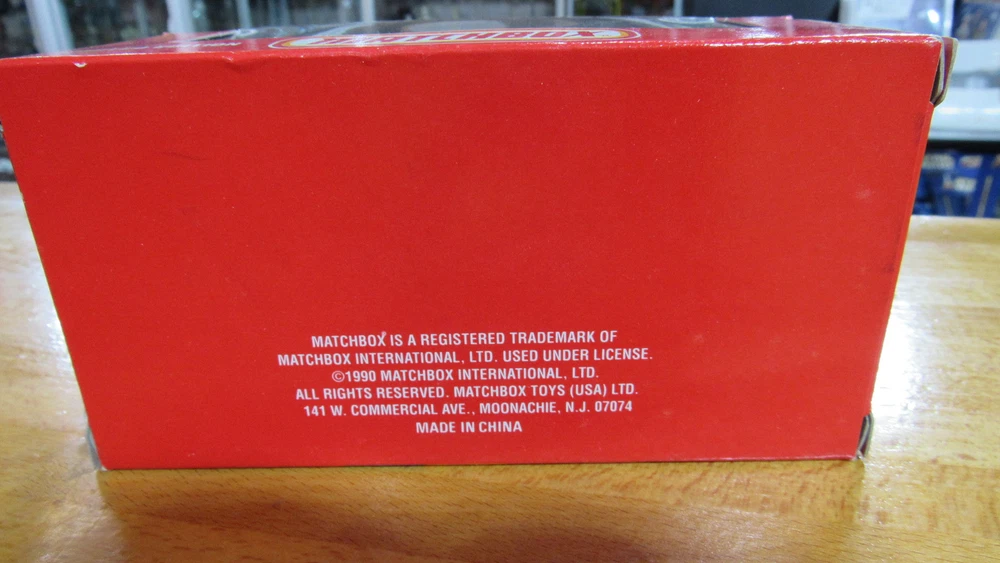 MATCHBOX
MATCHBOX® IS A REGISTERED TRADEMARK OF
MATCHBOX INTERNATIONAL, LTD. USED UNDER LICENSE.
©1990 MATCHBOX INTERNATIONAL, LTD.
ALL RIGHTS RESERVED. MATCHBOX TOYS (USA) LTD.
141 W. COMMERCIAL AVE., MOONACHIE, N.J. 07074
MADE IN CHINA